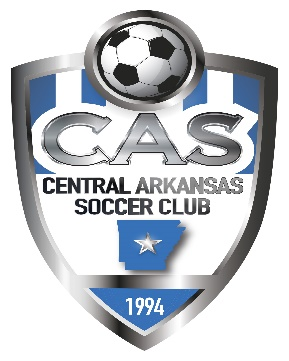 CAS
CENTRAL ARKANSAS
SOCCER CLUB
1994